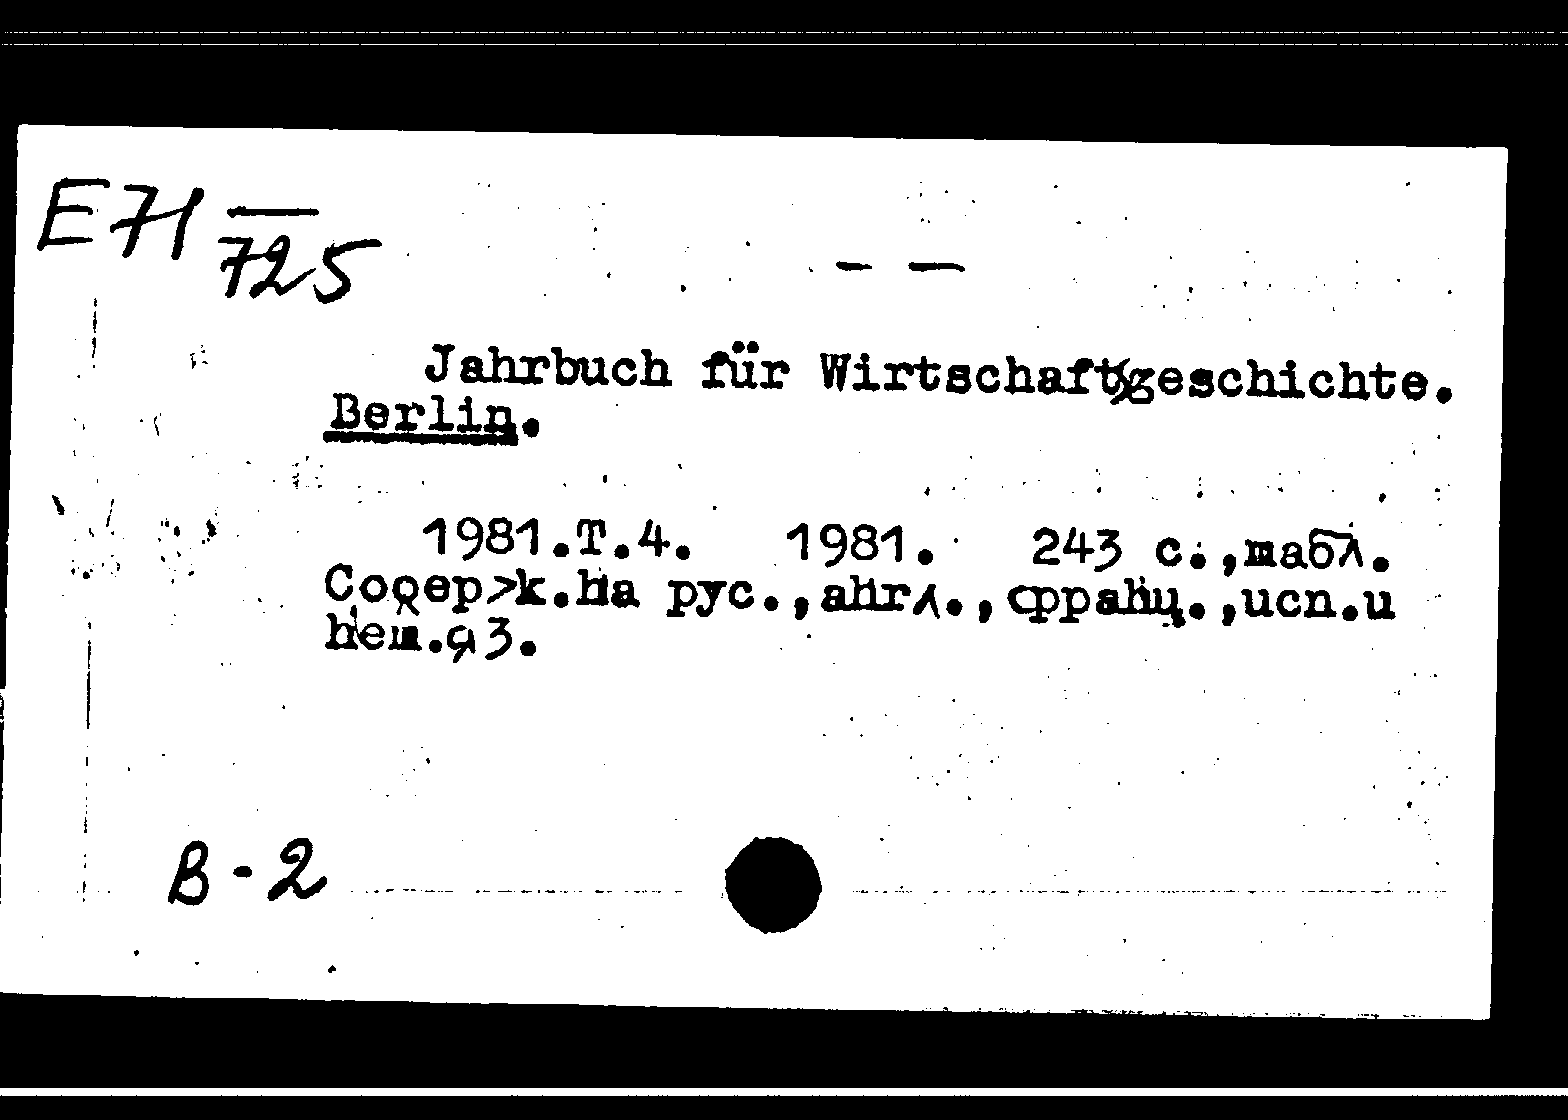 E71 —
725
— —
Jahrbuch für Wirtschaftsgeschichte.
Berlin.
1981.T.4. 1981. 243 с.,табл.
Содерж.на рус.,англ.,франц.,исп.и
нем.яз.
В-2